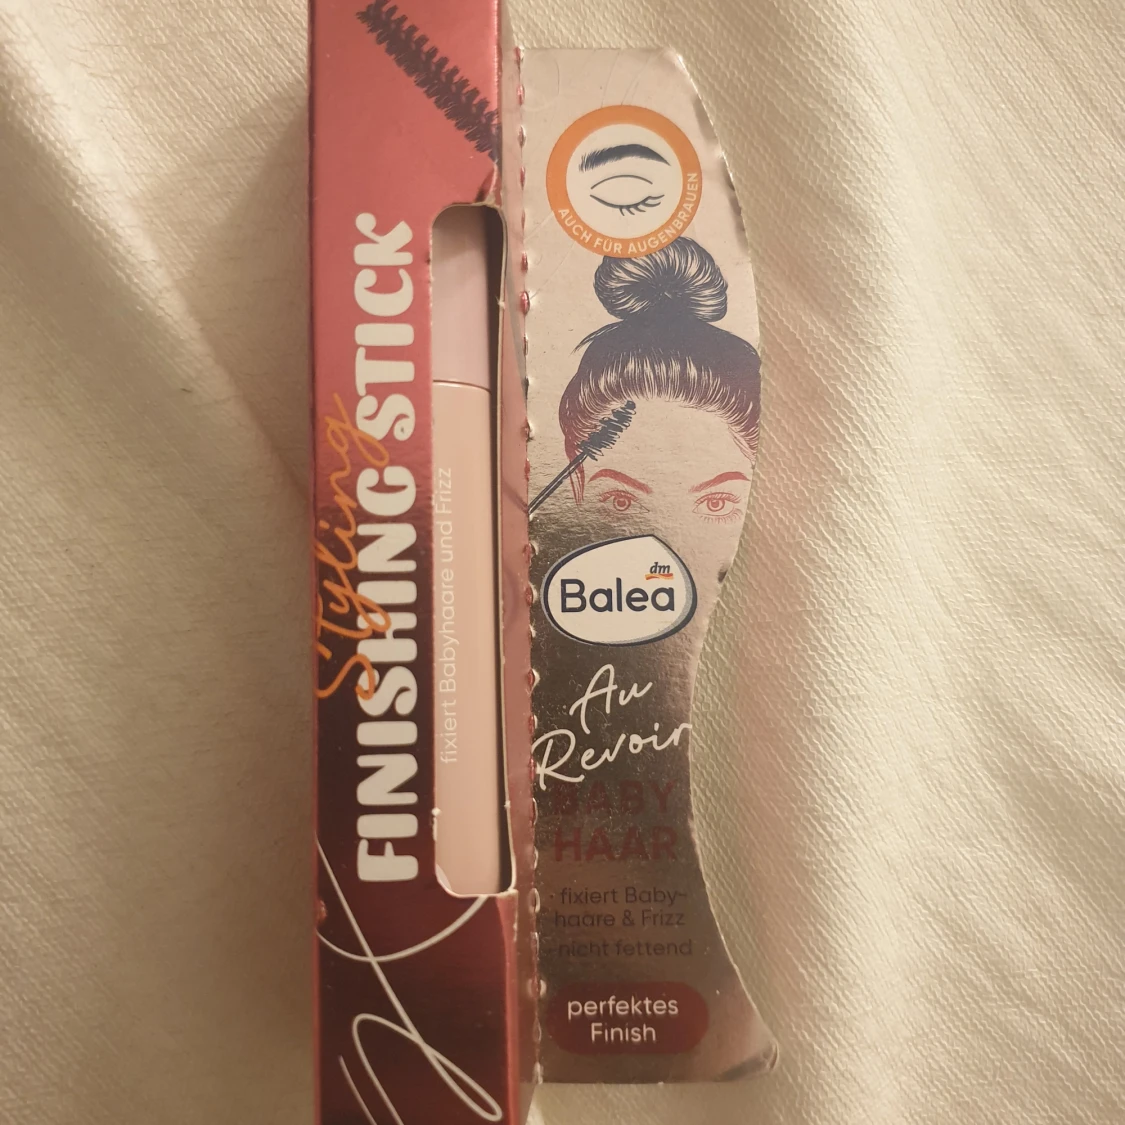 Styling
FINISHING STICK
fixiert Babyhaare und Frizz
AUCH FÜR AUGENBRAUEN
dm
Balea
Au
Revoir
BABY
HAAR
· fixiert Baby-
haare & Frizz
· nicht fettend
perfektes
Finish